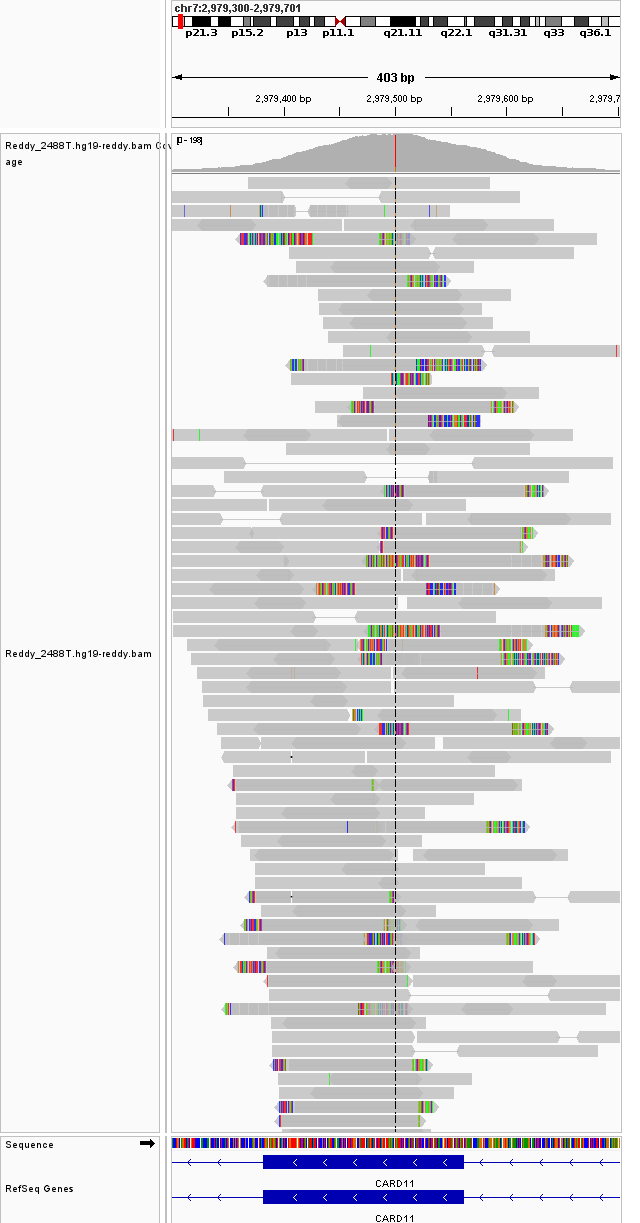 chr7:2,979,300-2,979,701
p21.3 p15.2 p13 p11.1 q21.11 q22.1 q31.31 q33 q36.1
403 bp
2,979,400 bp 2,979,500 bp 2,979,600 bp 2,979,7
Reddy_2488T.hg19-reddy.bam Cov
age
[0 - 198]
Reddy_2488T.hg19-reddy.bam
Sequence
RefSeq Genes
CARD11
CARD11